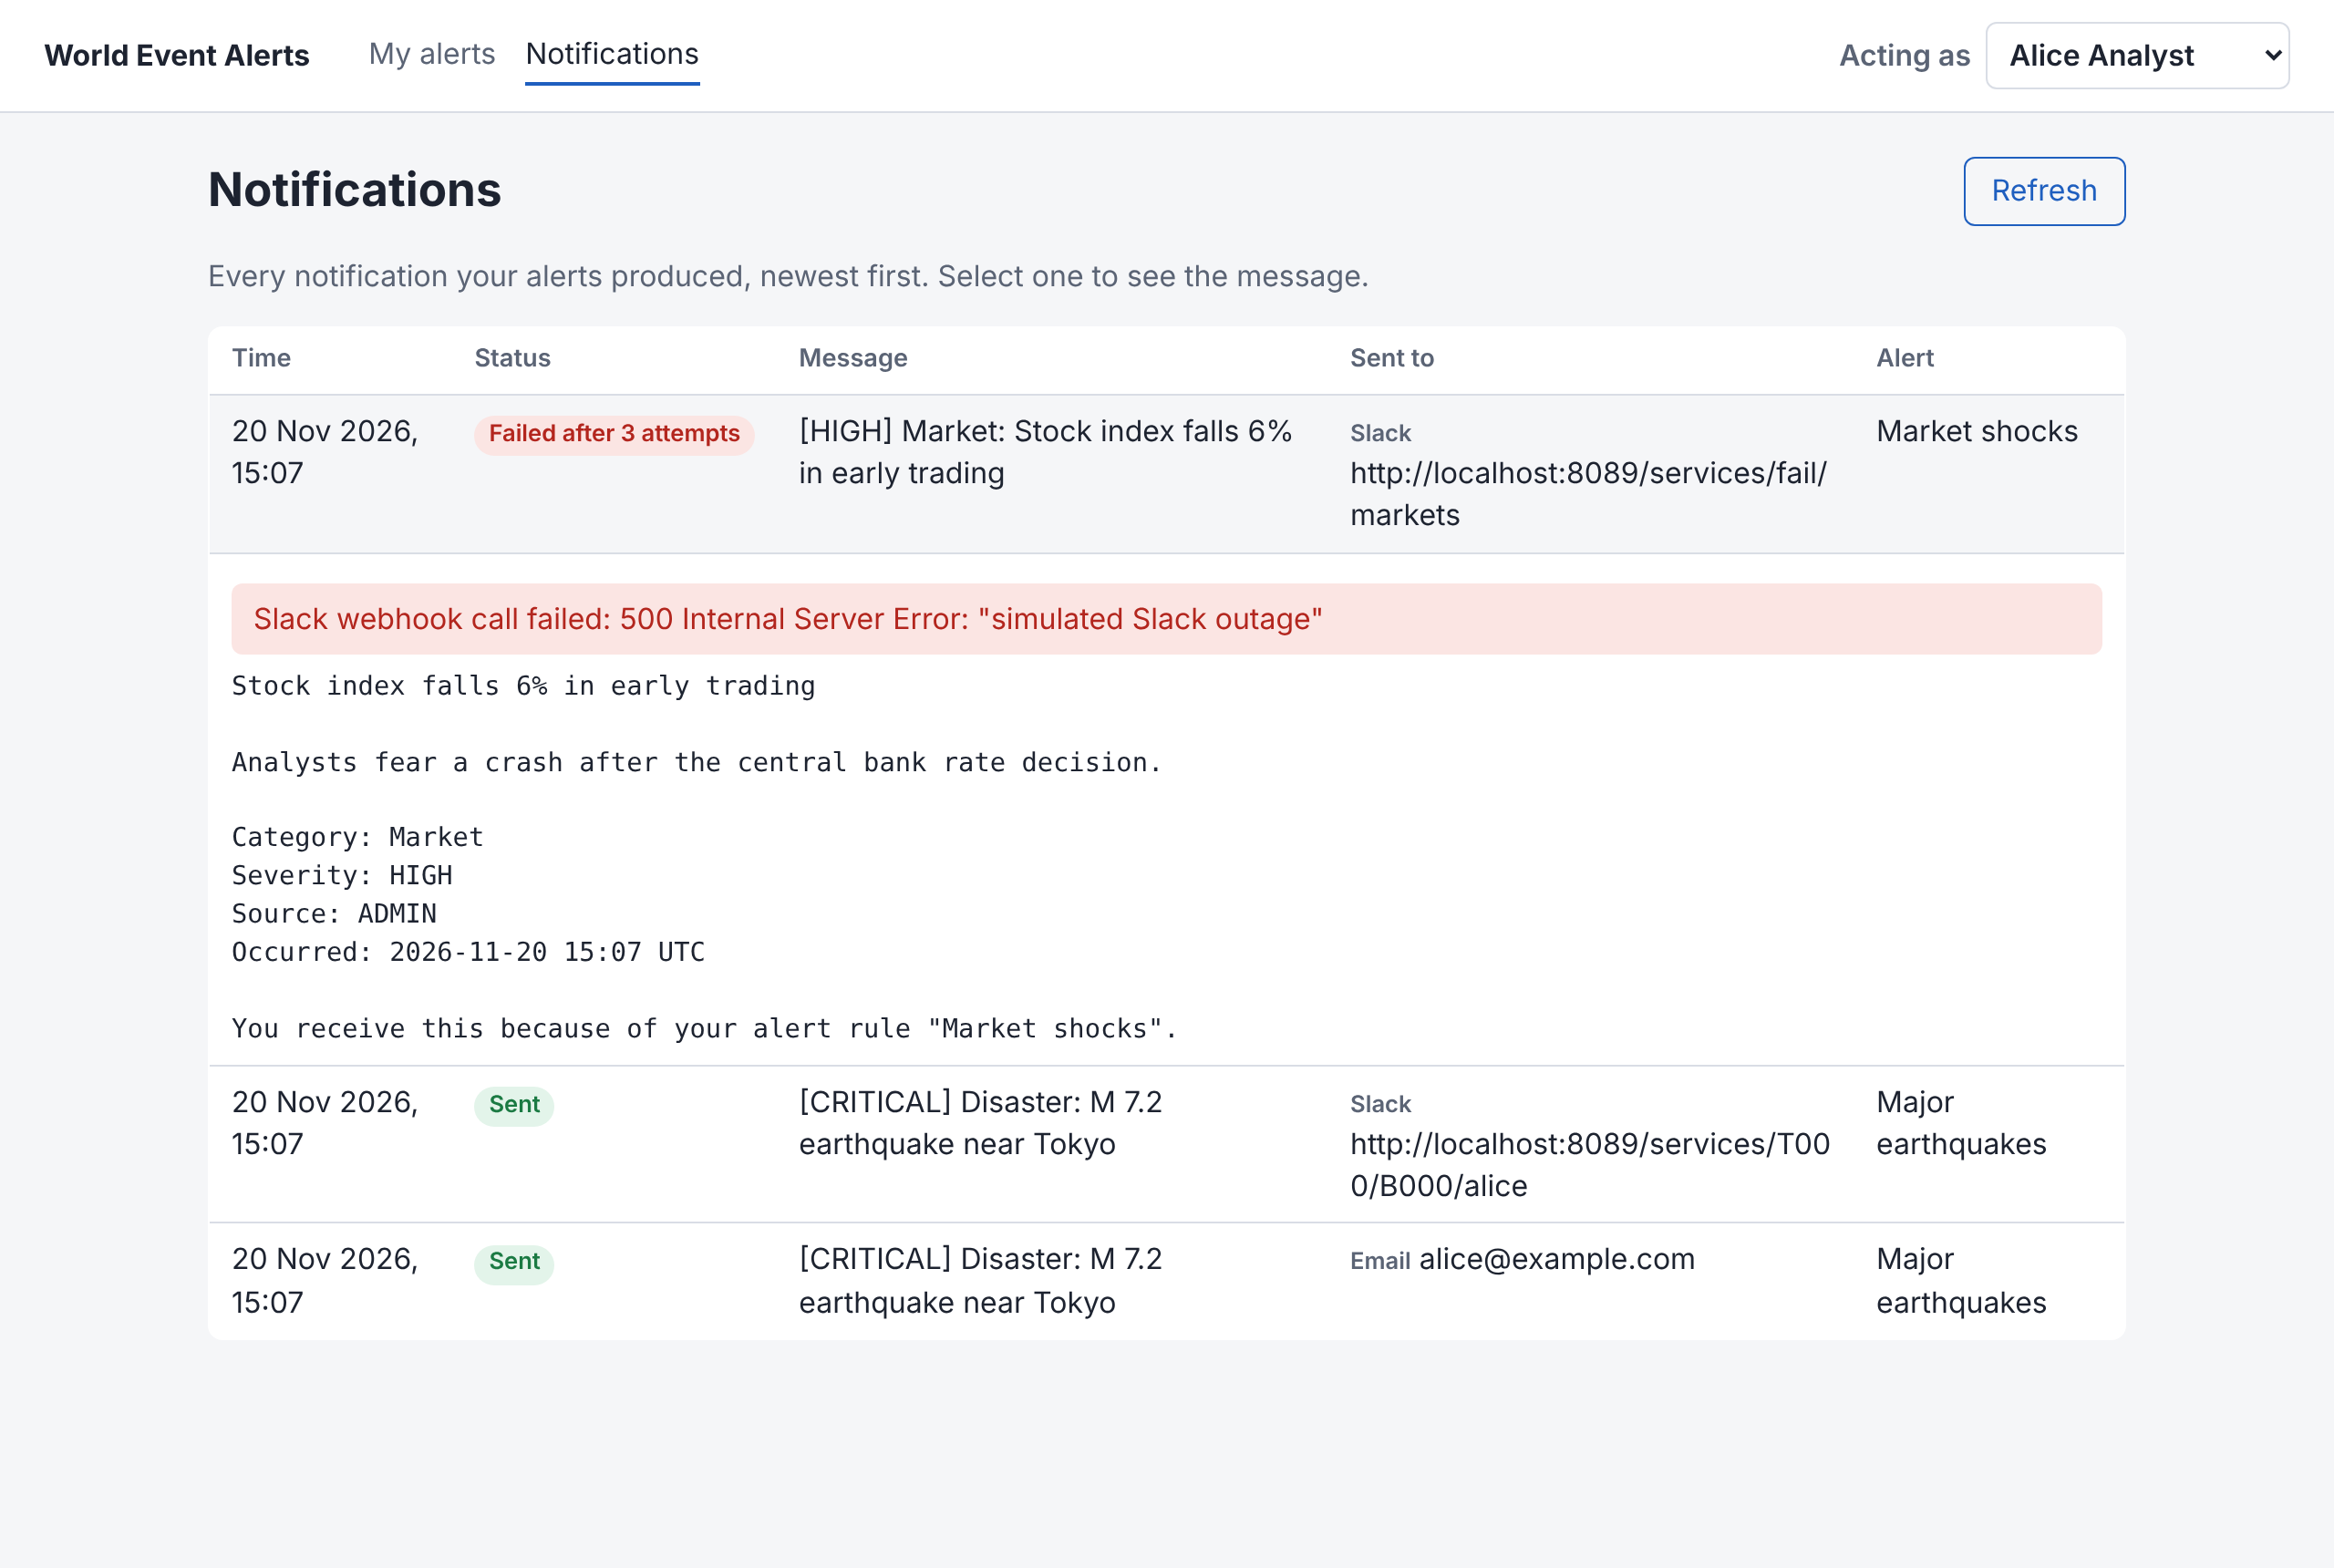 World Event Alerts
My alerts
Notifications
Acting as
Alice Analyst
Notifications
Refresh
Every notification your alerts produced, newest first. Select one to see the message.
Time
Status
Message
Sent to
Alert
20 Nov 2026,
15:07
Failed after 3 attempts
[HIGH] Market: Stock index falls 6%
in early trading
Slack
http://localhost:8089/services/fail/
markets
Market shocks
Slack webhook call failed: 500 Internal Server Error: "simulated Slack outage"
Stock index falls 6% in early trading
Analysts fear a crash after the central bank rate decision.
Category: Market
Severity: HIGH
Source: ADMIN
Occurred: 2026-11-20 15:07 UTC
You receive this because of your alert rule "Market shocks".
20 Nov 2026,
15:07
Sent
[CRITICAL] Disaster: M 7.2
earthquake near Tokyo
Slack
http://localhost:8089/services/T00
0/B000/alice
Major
earthquakes
20 Nov 2026,
15:07
Sent
[CRITICAL] Disaster: M 7.2
earthquake near Tokyo
Email alice@example.com
Major
earthquakes